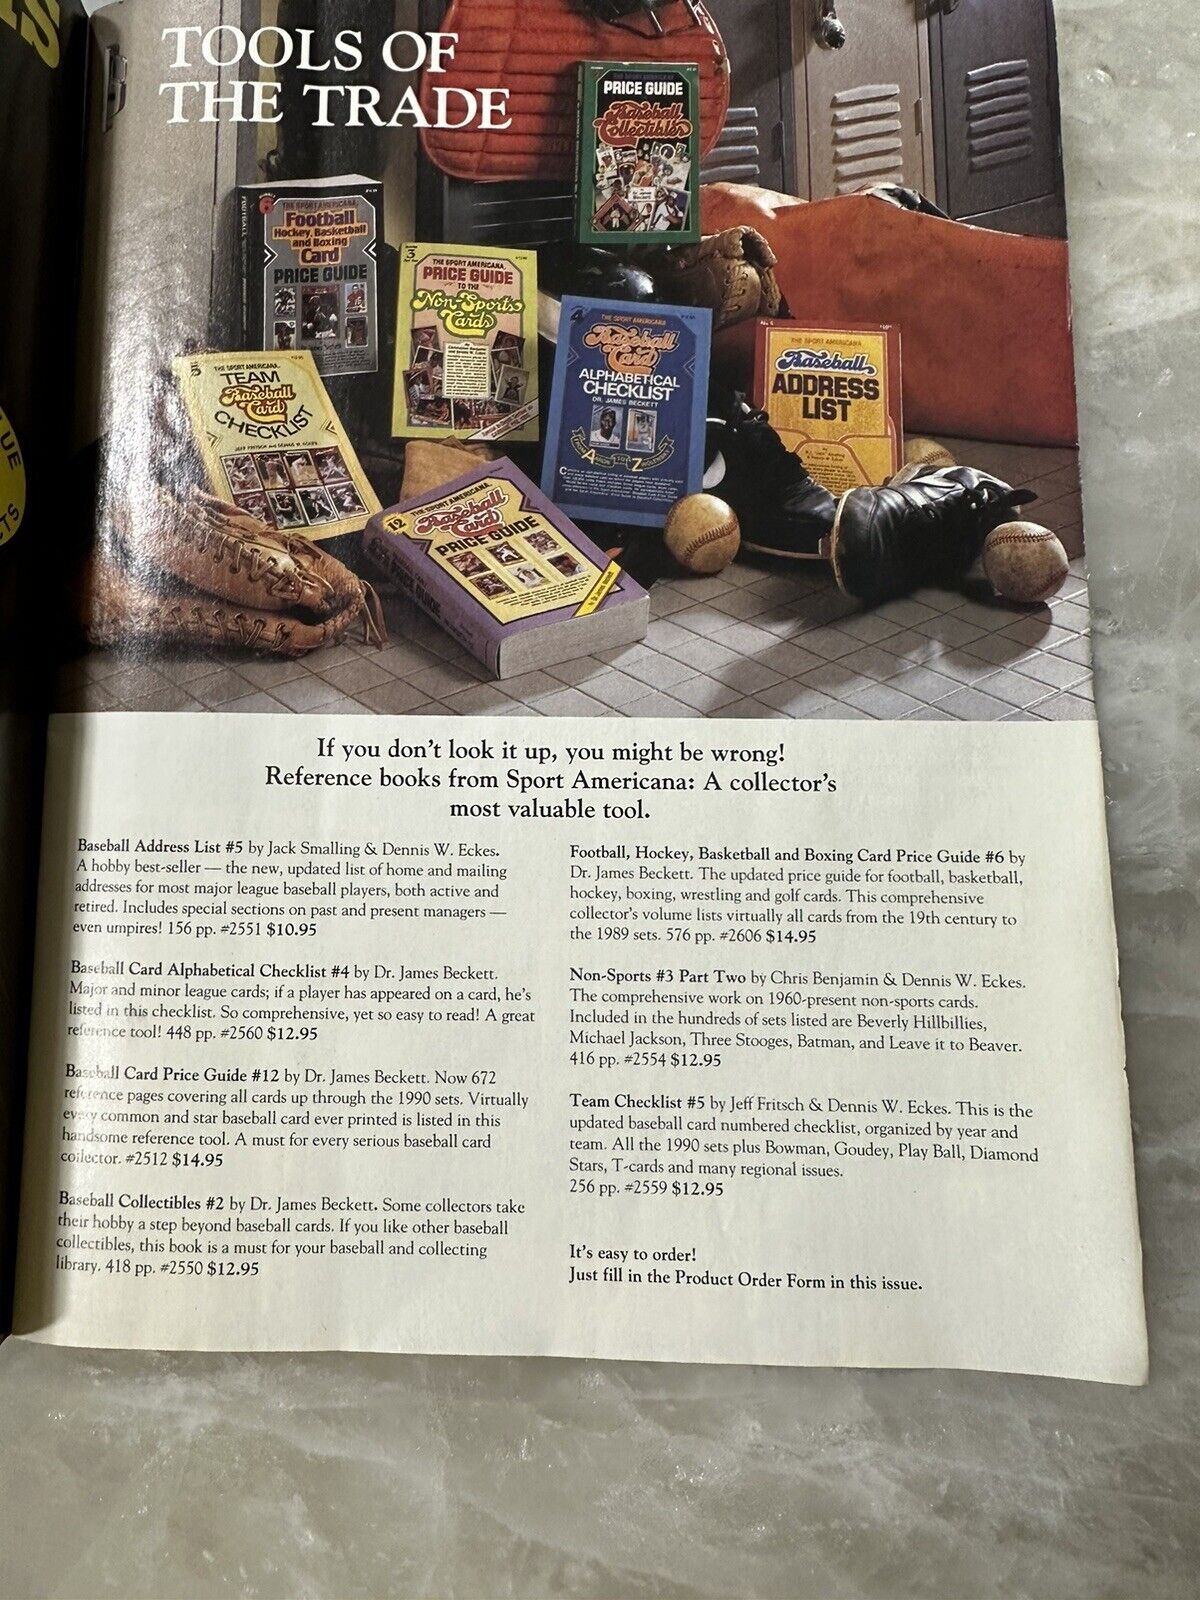 TOOLS OF
THE TRADE
THE SPORT AMERICANA
PRICE GUIDE
Baseball
Collectibles
6
THE SPORT AMERICANA
Football
Hockey, Basketball
and Boxing
Card
PRICE GUIDE
FOOTBALL
3
THE SPORT AMERICANA
PRICE GUIDE
TO THE
Non-Sports
Cards
4
THE SPORT AMERICANA
Baseball
Card
ALPHABETICAL
CHECKLIST
DR. JAMES BECKETT
FROM AARON TO ZWOLENSKY
THE SPORT AMERICANA
Baseball
ADDRESS
LIST
THE SPORT AMERICANA
TEAM
Baseball
Card
CHECKLIST
JEFF FRITSCH and DENNIS W. ECKES
12
THE SPORT AMERICANA
Baseball
Card
PRICE GUIDE
If you don't look it up, you might be wrong!
Reference books from Sport Americana: A collector's
most valuable tool.
Baseball Address List #5 by Jack Smalling & Dennis W. Eckes.
A hobby best-seller — the new, updated list of home and mailing
addresses for most major league baseball players, both active and
retired. Includes special sections on past and present managers —
even umpires! 156 pp. #2551 $10.95
Baseball Card Alphabetical Checklist #4 by Dr. James Beckett.
Major and minor league cards; if a player has appeared on a card, he's
listed in this checklist. So comprehensive, yet so easy to read! A great
reference tool! 448 pp. #2560 $12.95
Baseball Card Price Guide #12 by Dr. James Beckett. Now 672
reference pages covering all cards up through the 1990 sets. Virtually
every common and star baseball card ever printed is listed in this
handsome reference tool. A must for every serious baseball card
collector. #2512 $14.95
Baseball Collectibles #2 by Dr. James Beckett. Some collectors take
their hobby a step beyond baseball cards. If you like other baseball
collectibles, this book is a must for your baseball and collecting
library. 418 pp. #2550 $12.95
Football, Hockey, Basketball and Boxing Card Price Guide #6 by
Dr. James Beckett. The updated price guide for football, basketball,
hockey, boxing, wrestling and golf cards. This comprehensive
collector's volume lists virtually all cards from the 19th century to
the 1989 sets. 576 pp. #2606 $14.95
Non-Sports #3 Part Two by Chris Benjamin & Dennis W. Eckes.
The comprehensive work on 1960-present non-sports cards.
Included in the hundreds of sets listed are Beverly Hillbillies,
Michael Jackson, Three Stooges, Batman, and Leave it to Beaver.
416 pp. #2554 $12.95
Team Checklist #5 by Jeff Fritsch & Dennis W. Eckes. This is the
updated baseball card numbered checklist, organized by year and
team. All the 1990 sets plus Bowman, Goudey, Play Ball, Diamond
Stars, T-cards and many regional issues.
256 pp. #2559 $12.95
It's easy to order!
Just fill in the Product Order Form in this issue.